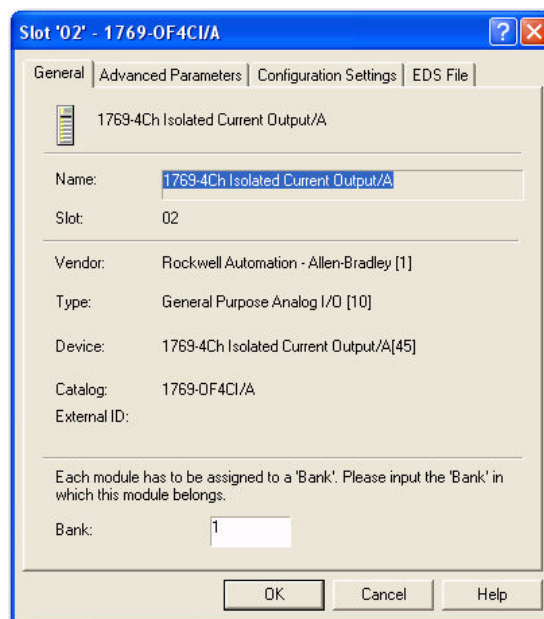 Slot '02' - 1769-OF4CI/A
General
Advanced Parameters
Configuration Settings
EDS File
1769-4Ch Isolated Current Output/A
Name: 1769-4Ch Isolated Current Output/A
Slot: 02
Vendor: Rockwell Automation - Allen-Bradley [1]
Type: General Purpose Analog I/O [10]
Device: 1769-4Ch Isolated Current Output/A[45]
Catalog: 1769-OF4CI/A
External ID:
Each module has to be assigned to a 'Bank'. Please input the 'Bank' in
which this module belongs.
Bank: 1
OK
Cancel
Help